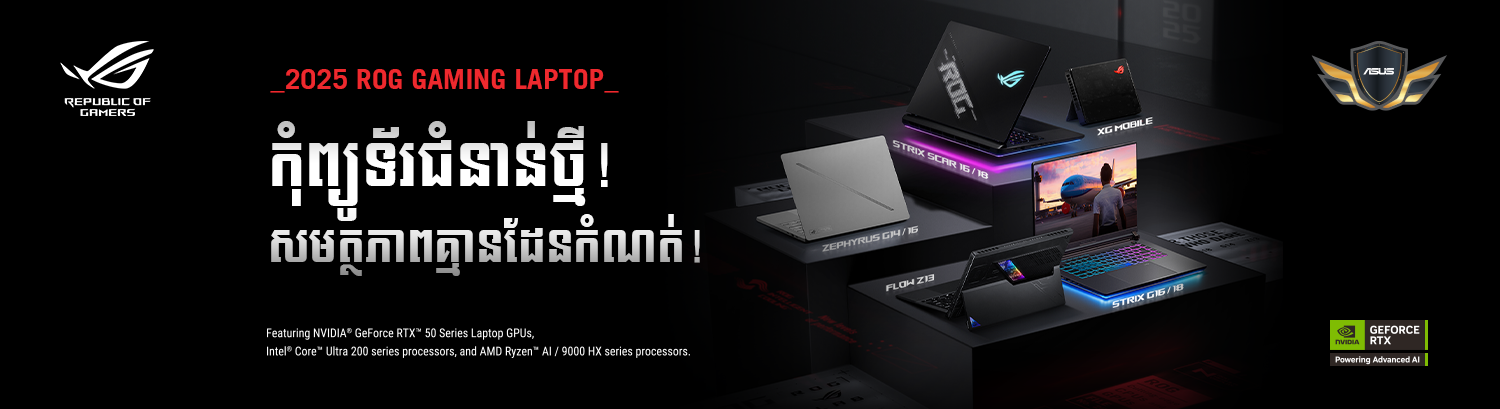 REPUBLIC OF
GAMERS
_2025 ROG GAMING LAPTOP_
កុំព្យូទ័រជំនាន់ថ្មី!
សមត្ថភាពគ្មានដែនកំណត់!
Featuring NVIDIA® GeForce RTX™ 50 Series Laptop GPUs,
Intel® Core™ Ultra 200 series processors, and AMD Ryzen™ AI / 9000 HX series processors.
2025
ROG
XG MOBILE
STRIX SCAR 16 / 18
ZEPHYRUS G14 / 16
FLOW Z13
STRIX G16 / 18
ASUS
NVIDIA
GEFORCE
RTX
Powering Advanced AI